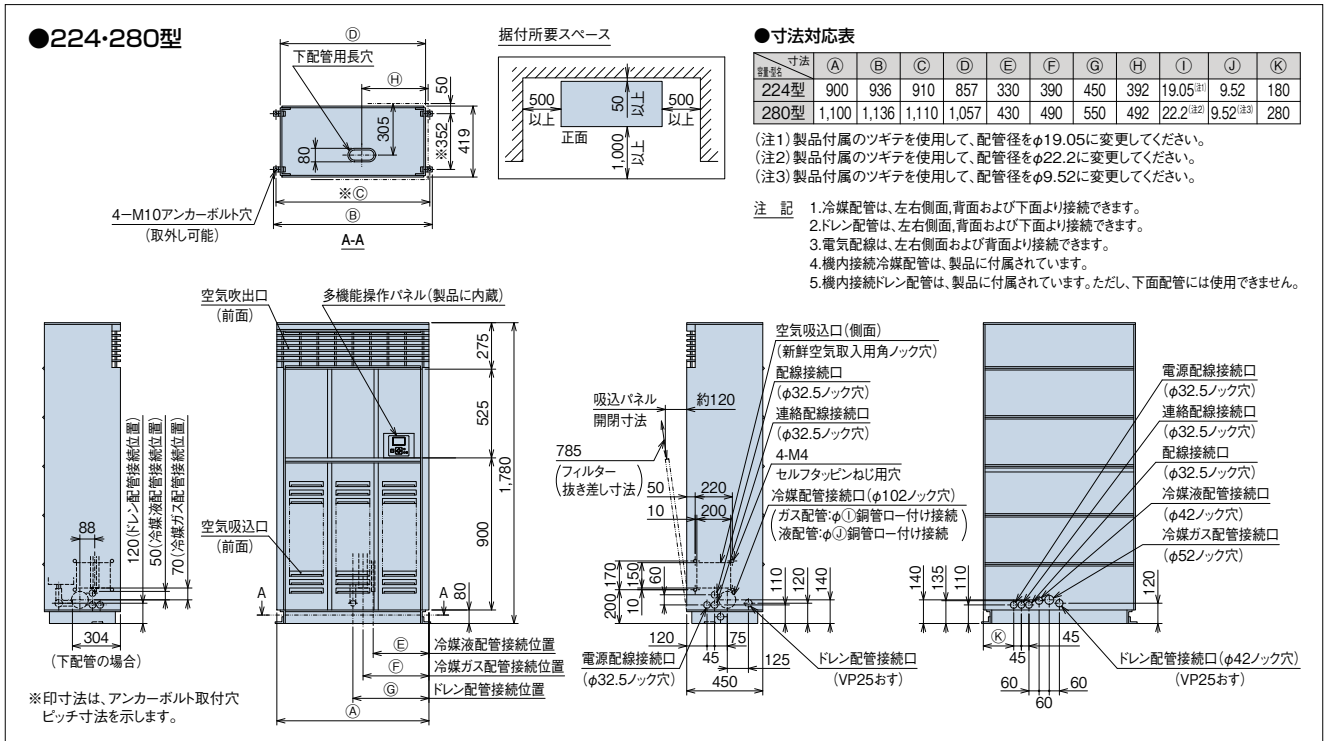 ●224・280型
Ⓓ
下配管用長穴
Ⓗ
50
305
※352
419
80
※Ⓒ
Ⓑ
A-A
4−M10アンカーボルト穴
(取外し可能)
据付所要スペース
500
以上
50
以上
500
以上
正面
1,000
以上
●寸法対応表
寸法
容量・型名
Ⓐ Ⓑ Ⓒ Ⓓ Ⓔ Ⓕ Ⓖ Ⓗ Ⓘ Ⓙ Ⓚ
224型 900 936 910 857 330 390 450 392 19.05(注1) 9.52 180
280型 1,100 1,136 1,110 1,057 430 490 550 492 22.2(注2) 9.52(注3) 280
(注1)製品付属のツギテを使用して、配管径をφ19.05に変更してください。
(注2)製品付属のツギテを使用して、配管径をφ22.2に変更してください。
(注3)製品付属のツギテを使用して、配管径をφ9.52に変更してください。
注 記 1.冷媒配管は、左右側面,背面および下面より接続できます。
2.ドレン配管は、左右側面,背面および下面より接続できます。
3.電気配線は、左右側面および背面より接続できます。
4.機内接続冷媒配管は、製品に付属されています。
5.機内接続ドレン配管は、製品に付属されています。ただし、下面配管には使用できません。
88
120(ドレン配管接続位置)
50(冷媒液配管接続位置)
70(冷媒ガス配管接続位置)
304
(下配管の場合)
※印寸法は、アンカーボルト取付穴
ピッチ寸法を示します。
空気吹出口
(前面)
多機能操作パネル(製品に内蔵)
空気吸込口
(前面)
275
525
1,780
900
80
A
A
Ⓔ 冷媒液配管接続位置
Ⓕ 冷媒ガス配管接続位置
Ⓖ ドレン配管接続位置
Ⓐ
吸込パネル
開閉寸法
約120
785
(フィルター
抜き差し寸法)
50
220
10
200
170
150
60
200
10
110
120
140
120
75
45
125
450
電源配線接続口
(φ32.5ノック穴)
空気吸込口(側面)
(新鮮空気取入用角ノック穴)
配線接続口
(φ32.5ノック穴)
連絡配線接続口
(φ32.5ノック穴)
4-M4
セルフタッピンねじ用穴
冷媒配管接続口(φ102ノック穴)
(ガス配管:φⒾ銅管ロー付け接続
液配管:φⒿ銅管ロー付け接続)
ドレン配管接続口
(VP25おす)
電源配線接続口
(φ32.5ノック穴)
連絡配線接続口
(φ32.5ノック穴)
配線接続口
(φ32.5ノック穴)
冷媒液配管接続口
(φ42ノック穴)
冷媒ガス配管接続口
(φ52ノック穴)
140
135
110
120
Ⓚ
45
45
60
60
60
ドレン配管接続口(φ42ノック穴)
(VP25おす)